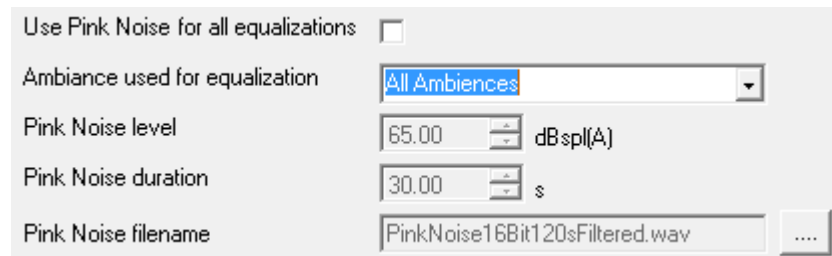 Use Pink Noise for all equalizations
Ambiance used for equalization All Ambiences
Pink Noise level 65.00 dBspl(A)
Pink Noise duration 30.00 s
Pink Noise filename PinkNoise16Bit120sFiltered.wav ....